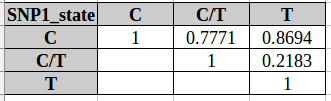 SNP1_state C C/T T
C 1 0.7771 0.8694
C/T 1 0.2183
T 1